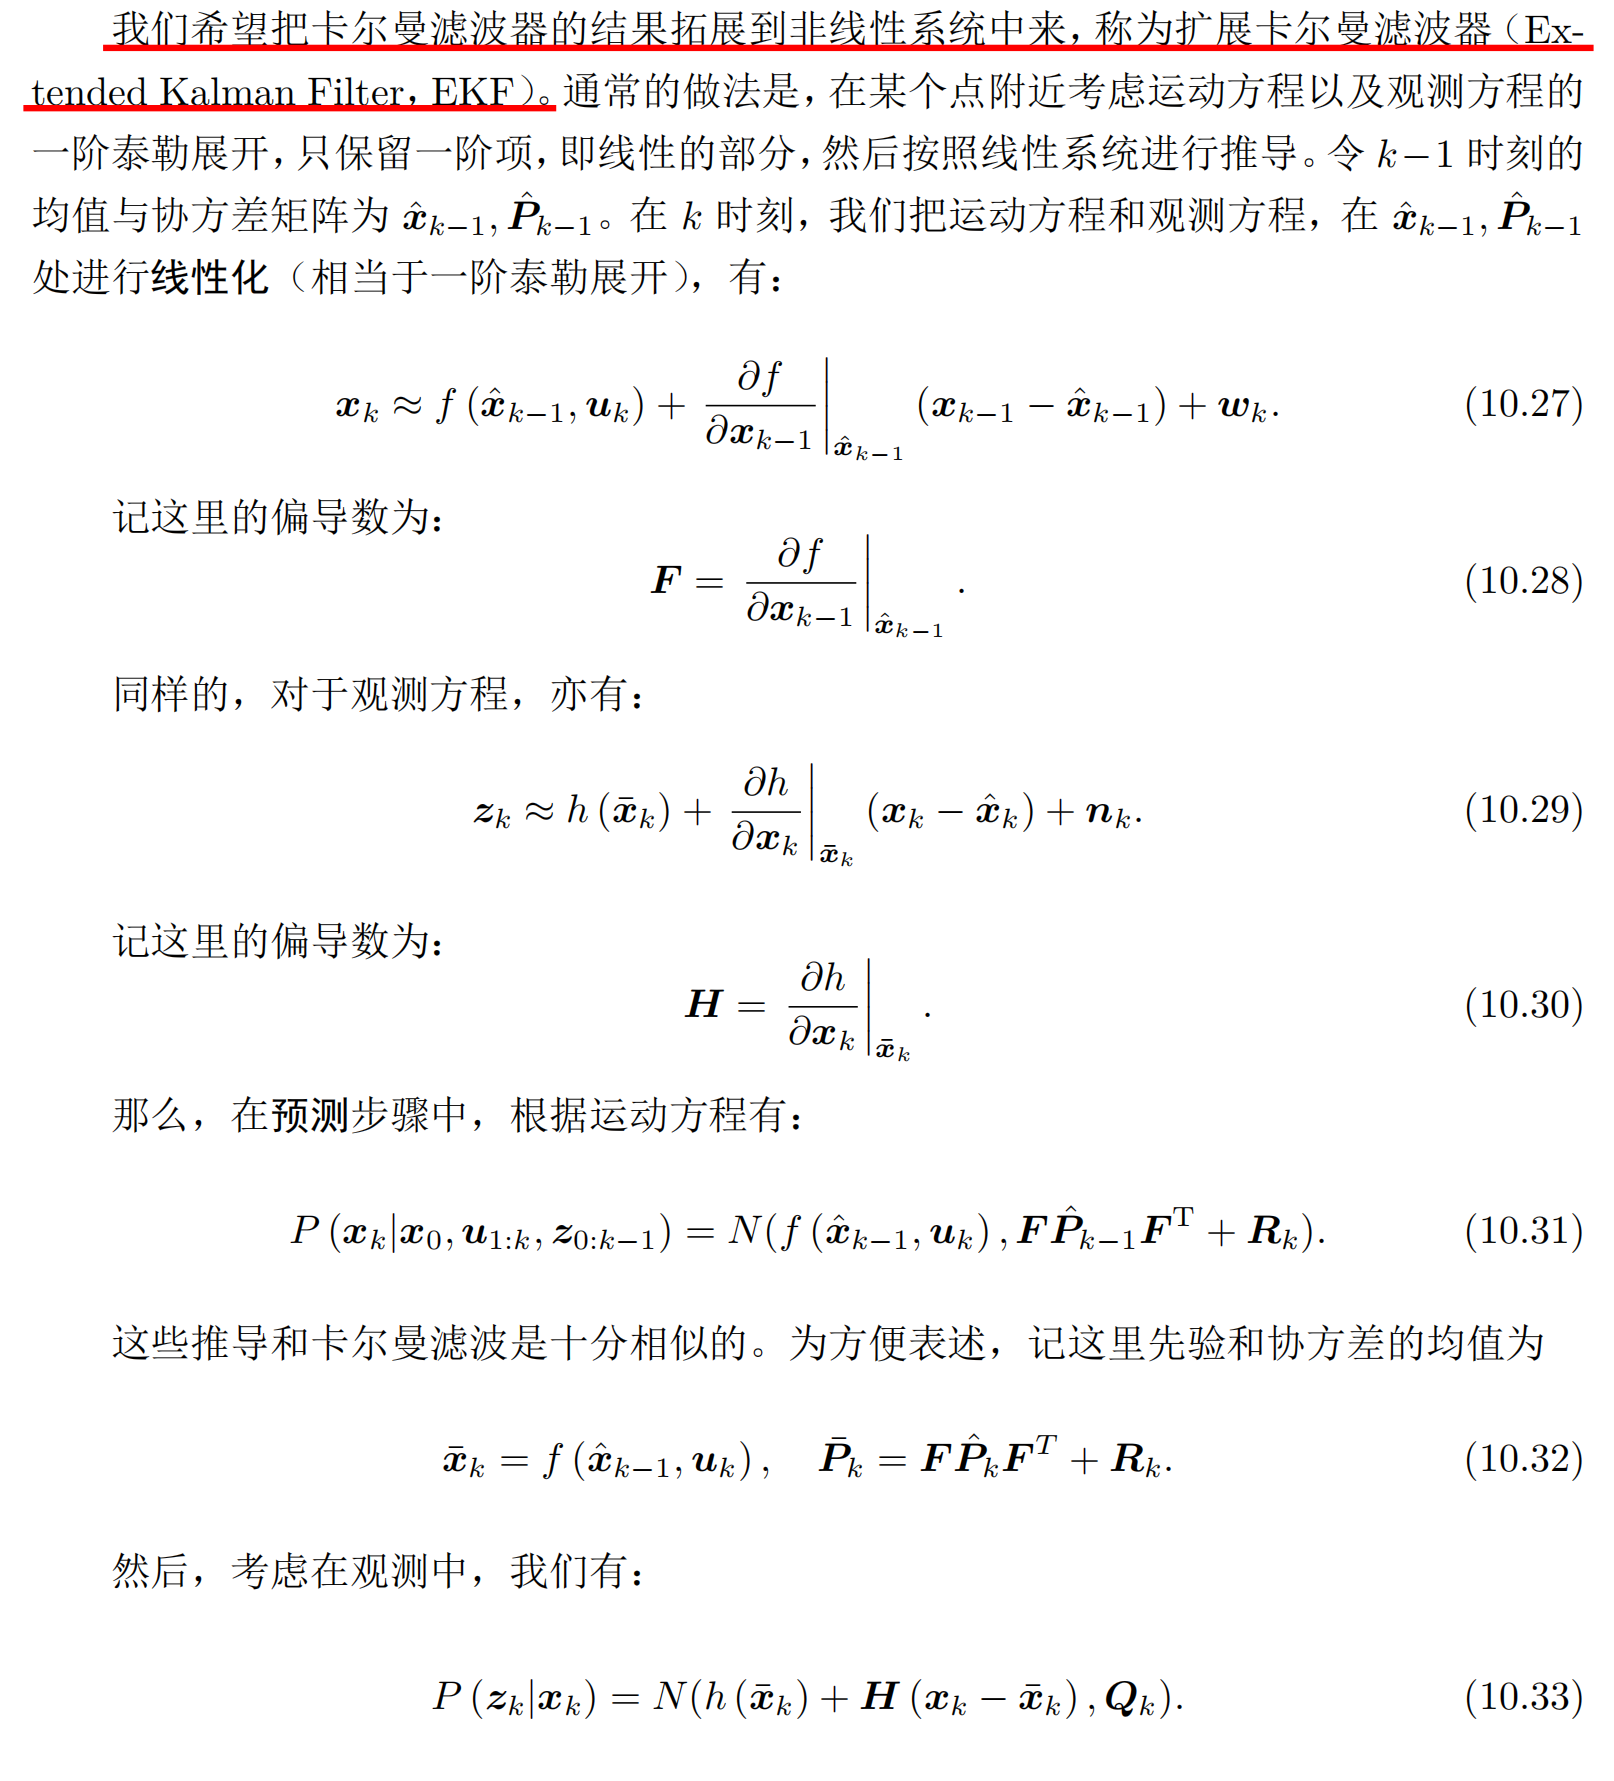 我们希望把卡尔曼滤波器的结果拓展到非线性系统中来，称为扩展卡尔曼滤波器（Ex-
tended Kalman Filter，EKF）。通常的做法是，在某个点附近考虑运动方程以及观测方程的
一阶泰勒展开，只保留一阶项，即线性的部分，然后按照线性系统进行推导。令 $k-1$ 时刻的
均值与协方差矩阵为 $\hat{\boldsymbol{x}}_{k-1}, \hat{\boldsymbol{P}}_{k-1}$。在 $k$ 时刻，我们把运动方程和观测方程，在 $\hat{\boldsymbol{x}}_{k-1}, \hat{\boldsymbol{P}}_{k-1}$
处进行线性化（相当于一阶泰勒展开），有：
$\boldsymbol{x}_k \approx f\left(\hat{\boldsymbol{x}}_{k-1}, \boldsymbol{u}_k\right) + \left.\frac{\partial f}{\partial \boldsymbol{x}_{k-1}}\right|_{\hat{\boldsymbol{x}}_{k-1}} \left(\boldsymbol{x}_{k-1} - \hat{\boldsymbol{x}}_{k-1}\right) + \boldsymbol{w}_k.$ (10.27)
记这里的偏导数为：
$\boldsymbol{F} = \left.\frac{\partial f}{\partial \boldsymbol{x}_{k-1}}\right|_{\hat{\boldsymbol{x}}_{k-1}}.$ (10.28)
同样的，对于观测方程，亦有：
$\boldsymbol{z}_k \approx h\left(\bar{\boldsymbol{x}}_k\right) + \left.\frac{\partial h}{\partial \boldsymbol{x}_k}\right|_{\bar{\boldsymbol{x}}_k} \left(\boldsymbol{x}_k - \hat{\boldsymbol{x}}_k\right) + \boldsymbol{n}_k.$ (10.29)
记这里的偏导数为：
$\boldsymbol{H} = \left.\frac{\partial h}{\partial \boldsymbol{x}_k}\right|_{\bar{\boldsymbol{x}}_k}.$ (10.30)
那么，在预测步骤中，根据运动方程有：
$P\left(\boldsymbol{x}_k | \boldsymbol{x}_0, \boldsymbol{u}_{1:k}, \boldsymbol{z}_{0:k-1}\right) = N(f\left(\hat{\boldsymbol{x}}_{k-1}, \boldsymbol{u}_k\right), \boldsymbol{F}\hat{\boldsymbol{P}}_{k-1}\boldsymbol{F}^{\mathrm{T}} + \boldsymbol{R}_k).$ (10.31)
这些推导和卡尔曼滤波是十分相似的。为方便表述，记这里先验和协方差的均值为
$\bar{\boldsymbol{x}}_k = f\left(\hat{\boldsymbol{x}}_{k-1}, \boldsymbol{u}_k\right), \quad \bar{\boldsymbol{P}}_k = \boldsymbol{F}\hat{\boldsymbol{P}}_k\boldsymbol{F}^T + \boldsymbol{R}_k.$ (10.32)
然后，考虑在观测中，我们有：
$P\left(\boldsymbol{z}_k | \boldsymbol{x}_k\right) = N(h\left(\bar{\boldsymbol{x}}_k\right) + \boldsymbol{H}\left(\boldsymbol{x}_k - \bar{\boldsymbol{x}}_k\right), \boldsymbol{Q}_k).$ (10.33)